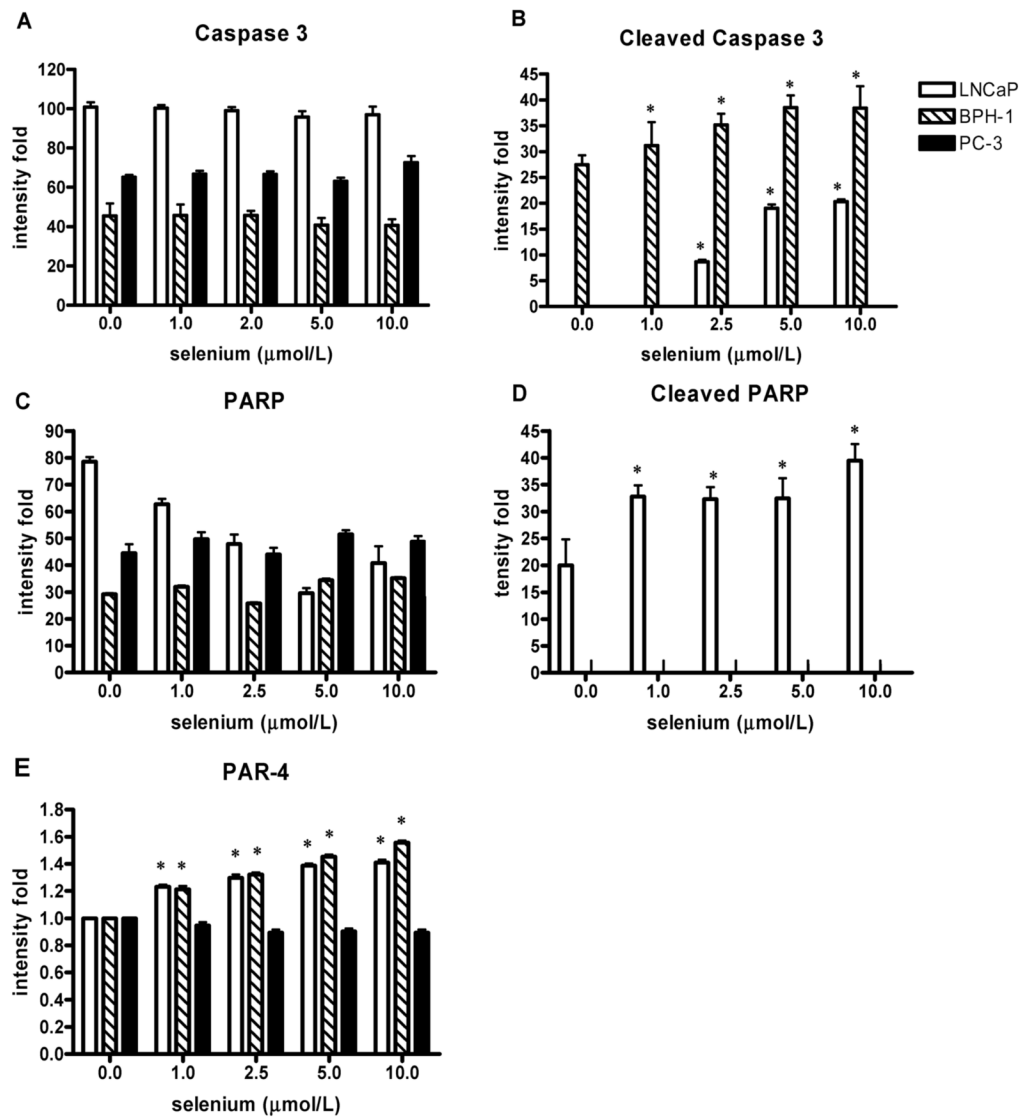 A
Caspase 3
120
100
80
60
40
20
0
intensity fold
0.0 1.0 2.0 5.0 10.0
selenium (μmol/L)
B
Cleaved Caspase 3
45
40
35
30
25
20
15
10
5
0
intensity fold
* * * * * * *
0.0 1.0 2.5 5.0 10.0
selenium (μmol/L)
LNCaP
BPH-1
PC-3
C
PARP
90
80
70
60
50
40
30
20
10
0
intensity fold
0.0 1.0 2.5 5.0 10.0
selenium (μmol/L)
D
Cleaved PARP
45
40
35
30
25
20
15
10
5
0
tensity fold
* * * *
0.0 1.0 2.5 5.0 10.0
selenium (μmol/L)
E
PAR-4
1.8
1.6
1.4
1.2
1.0
0.8
0.6
0.4
0.2
0.0
intensity fold
* * * * * * * *
0.0 1.0 2.5 5.0 10.0
selenium (μmol/L)